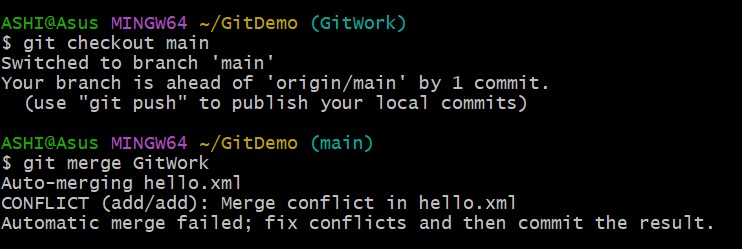 ASHI@Asus MINGW64 ~/GitDemo (GitWork)
$ git checkout main
Switched to branch 'main'
Your branch is ahead of 'origin/main' by 1 commit.
  (use "git push" to publish your local commits)

ASHI@Asus MINGW64 ~/GitDemo (main)
$ git merge GitWork
Auto-merging hello.xml
CONFLICT (add/add): Merge conflict in hello.xml
Automatic merge failed; fix conflicts and then commit the result.